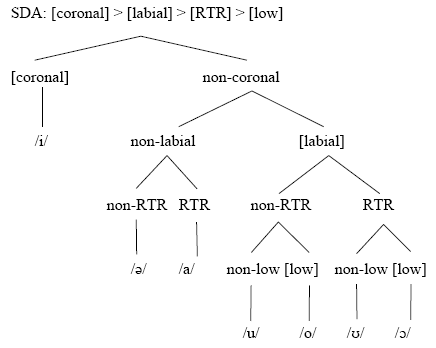 SDA: [coronal] > [labial] > [RTR] > [low]
[coronal] non-coronal
/i/ non-labial [labial]
non-RTR RTR non-RTR RTR
/ə/ /a/ non-low [low] non-low [low]
/u/ /o/ /ʊ/ /ɔ/